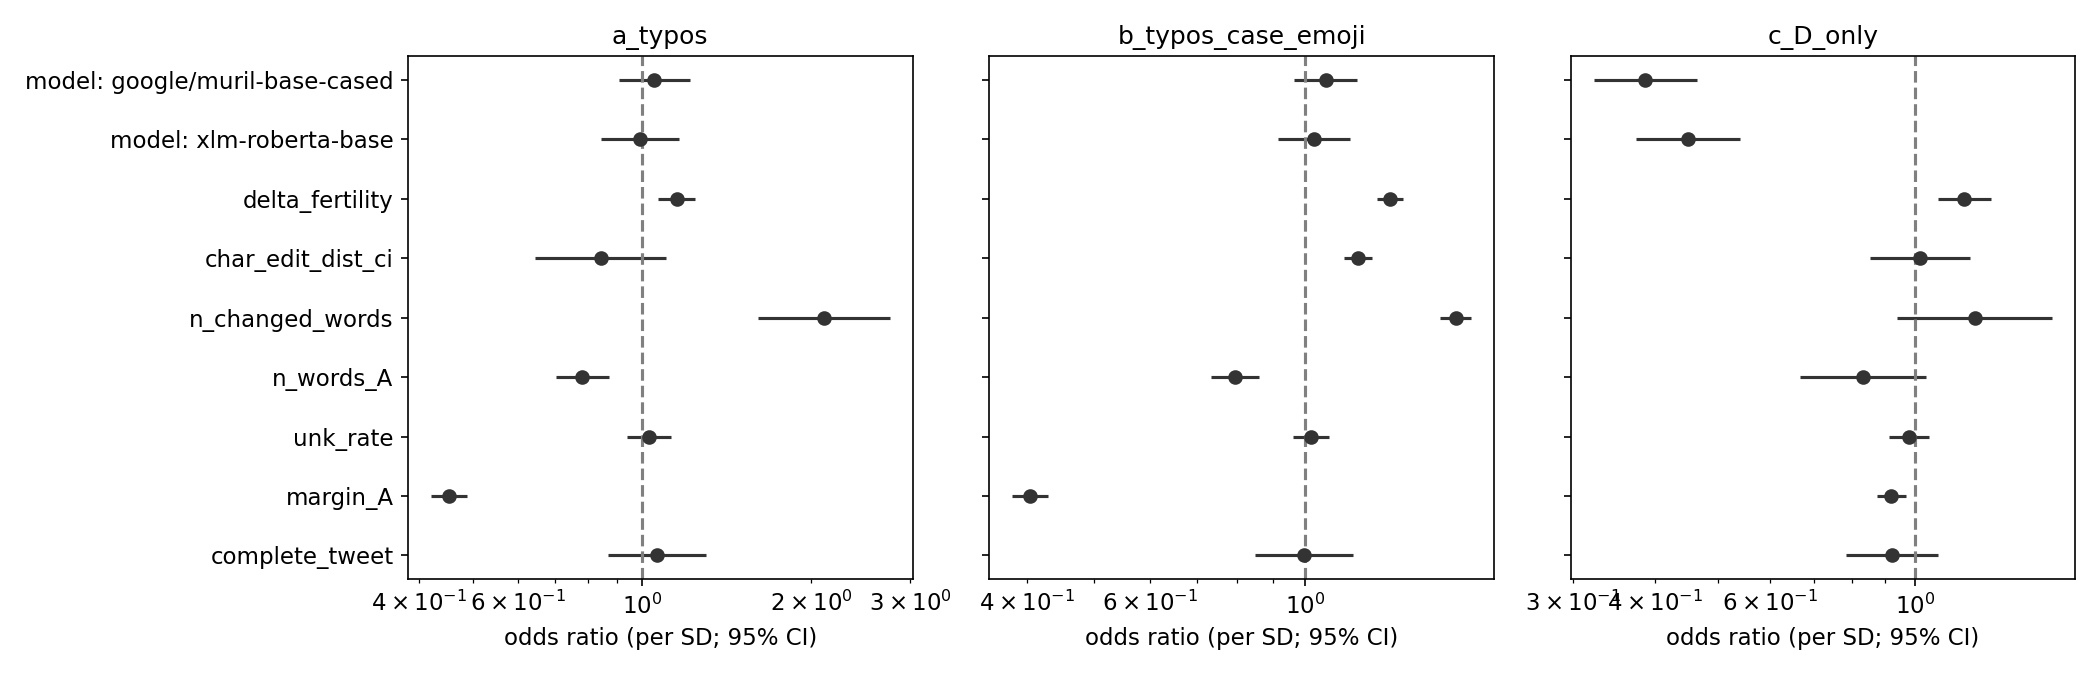 a_typos
b_typos_case_emoji
c_D_only
model: google/muril-base-cased
model: xlm-roberta-base
delta_fertility
char_edit_dist_ci
n_changed_words
n_words_A
unk_rate
margin_A
complete_tweet
4 × 10⁻¹ 6 × 10⁻¹ 10⁰ 2 × 10⁰ 3 × 10⁰
4 × 10⁻¹ 6 × 10⁻¹ 10⁰
3 × 10⁻¹ 4 × 10⁻¹ 6 × 10⁻¹ 10⁰
odds ratio (per SD; 95% CI)
odds ratio (per SD; 95% CI)
odds ratio (per SD; 95% CI)